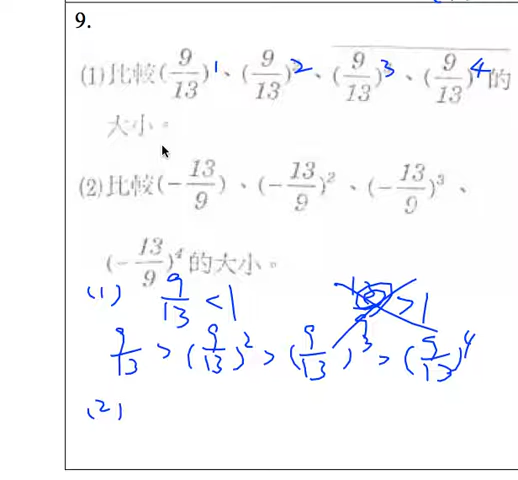 9.
(1)比較(9/13)^1、(9/13)^2、(9/13)^3、(9/13)^4的
大小。
(2)比較(-13/9)、(-13/9)^2、(-13/9)^3、
(-13/9)^4的大小。
(1) 9/13 < 1 > 1
9/13 > (9/13)^2 > (9/13)^3 > (9/13)^4
(2)